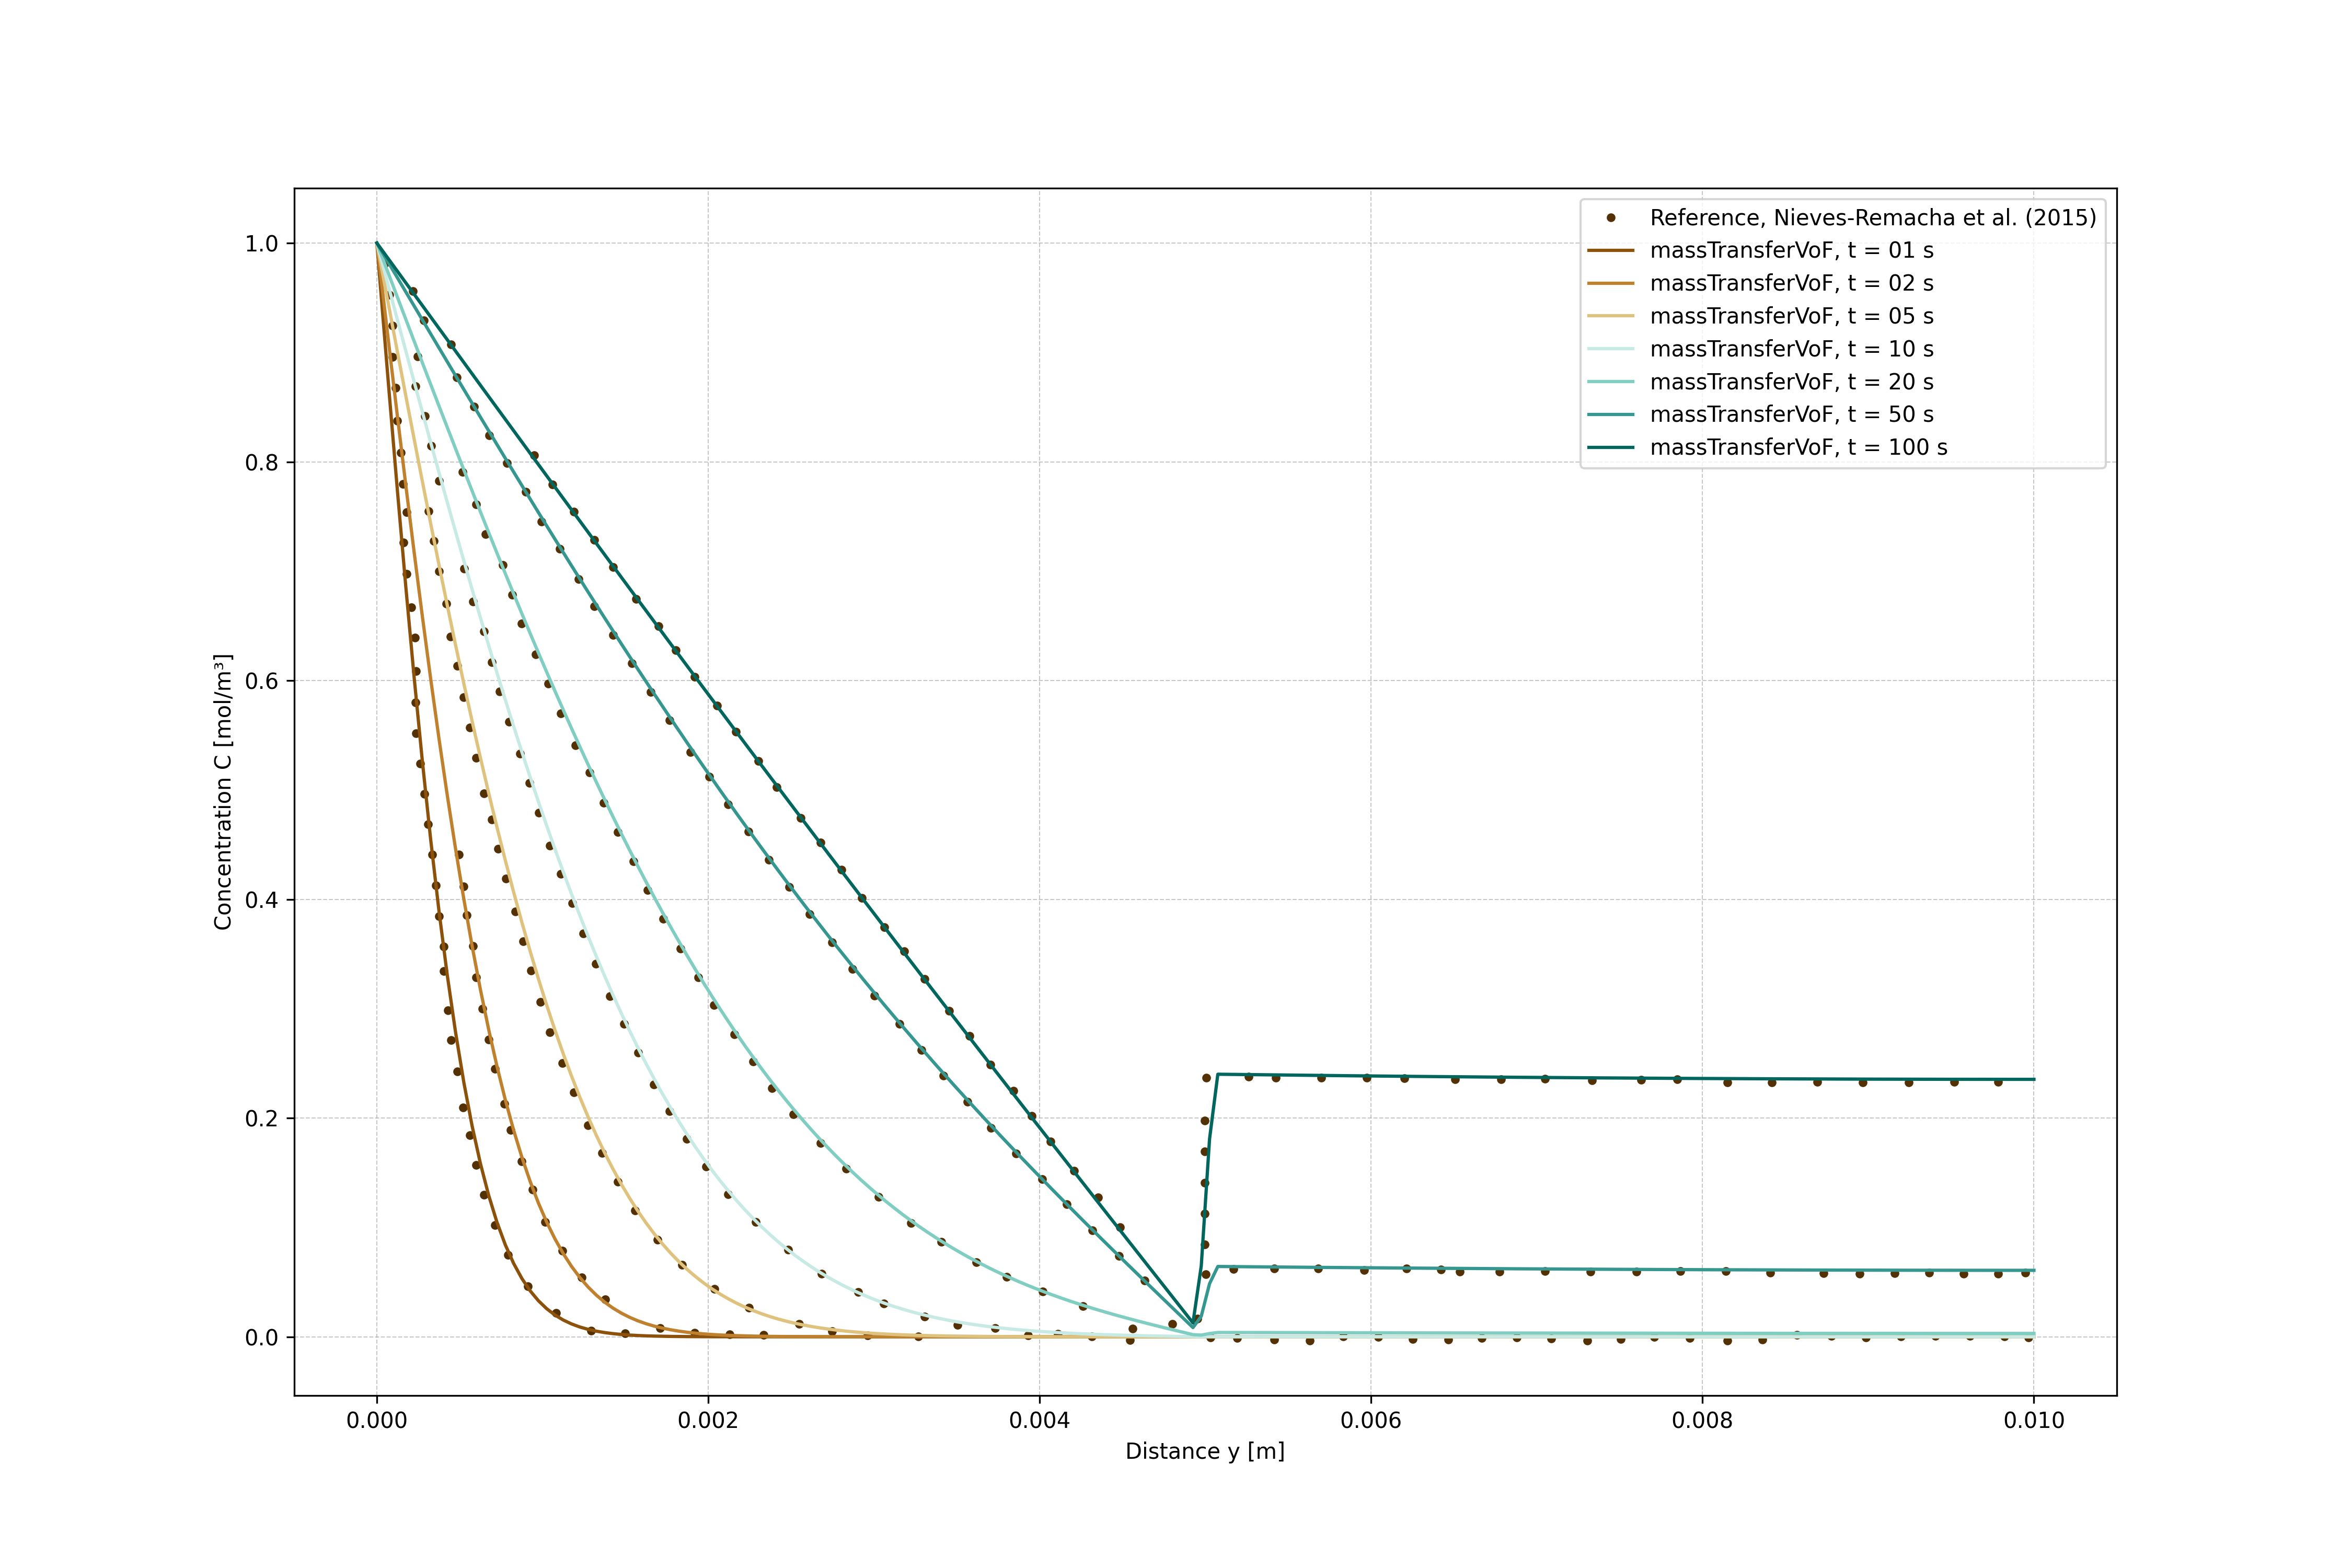 Reference, Nieves-Remacha et al. (2015)
massTransferVoF, t = 01 s
massTransferVoF, t = 02 s
massTransferVoF, t = 05 s
massTransferVoF, t = 10 s
massTransferVoF, t = 20 s
massTransferVoF, t = 50 s
massTransferVoF, t = 100 s
1.0
0.8
0.6
0.4
0.2
0.0
Concentration C [mol/m³]
0.000 0.002 0.004 0.006 0.008 0.010
Distance y [m]